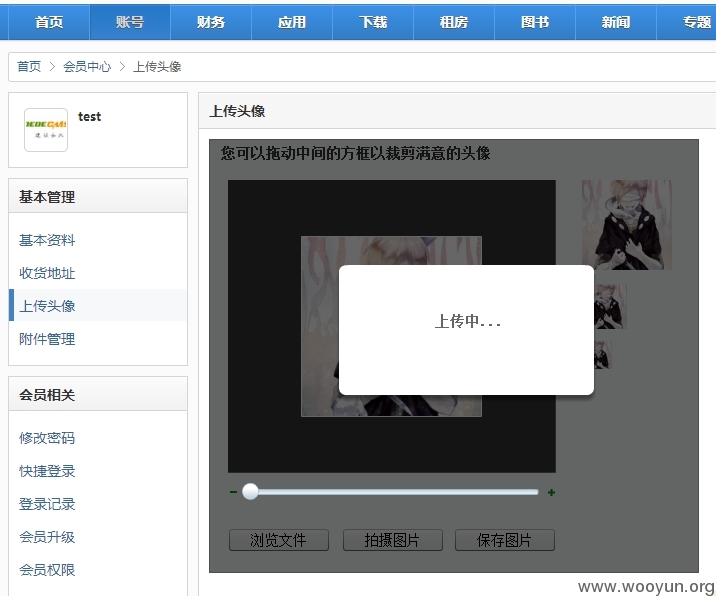 首页 账号 财务 应用 下载 租房 图书 新闻 专题
首页 > 会员中心 > 上传头像
test
上传头像
您可以拖动中间的方框以裁剪满意的头像
基本管理
基本资料
收货地址
上传头像
附件管理
上传中...
会员相关
修改密码
快捷登录
登录记录
会员升级
会员权限
浏览文件 拍摄图片 保存图片
www.wooyun.org